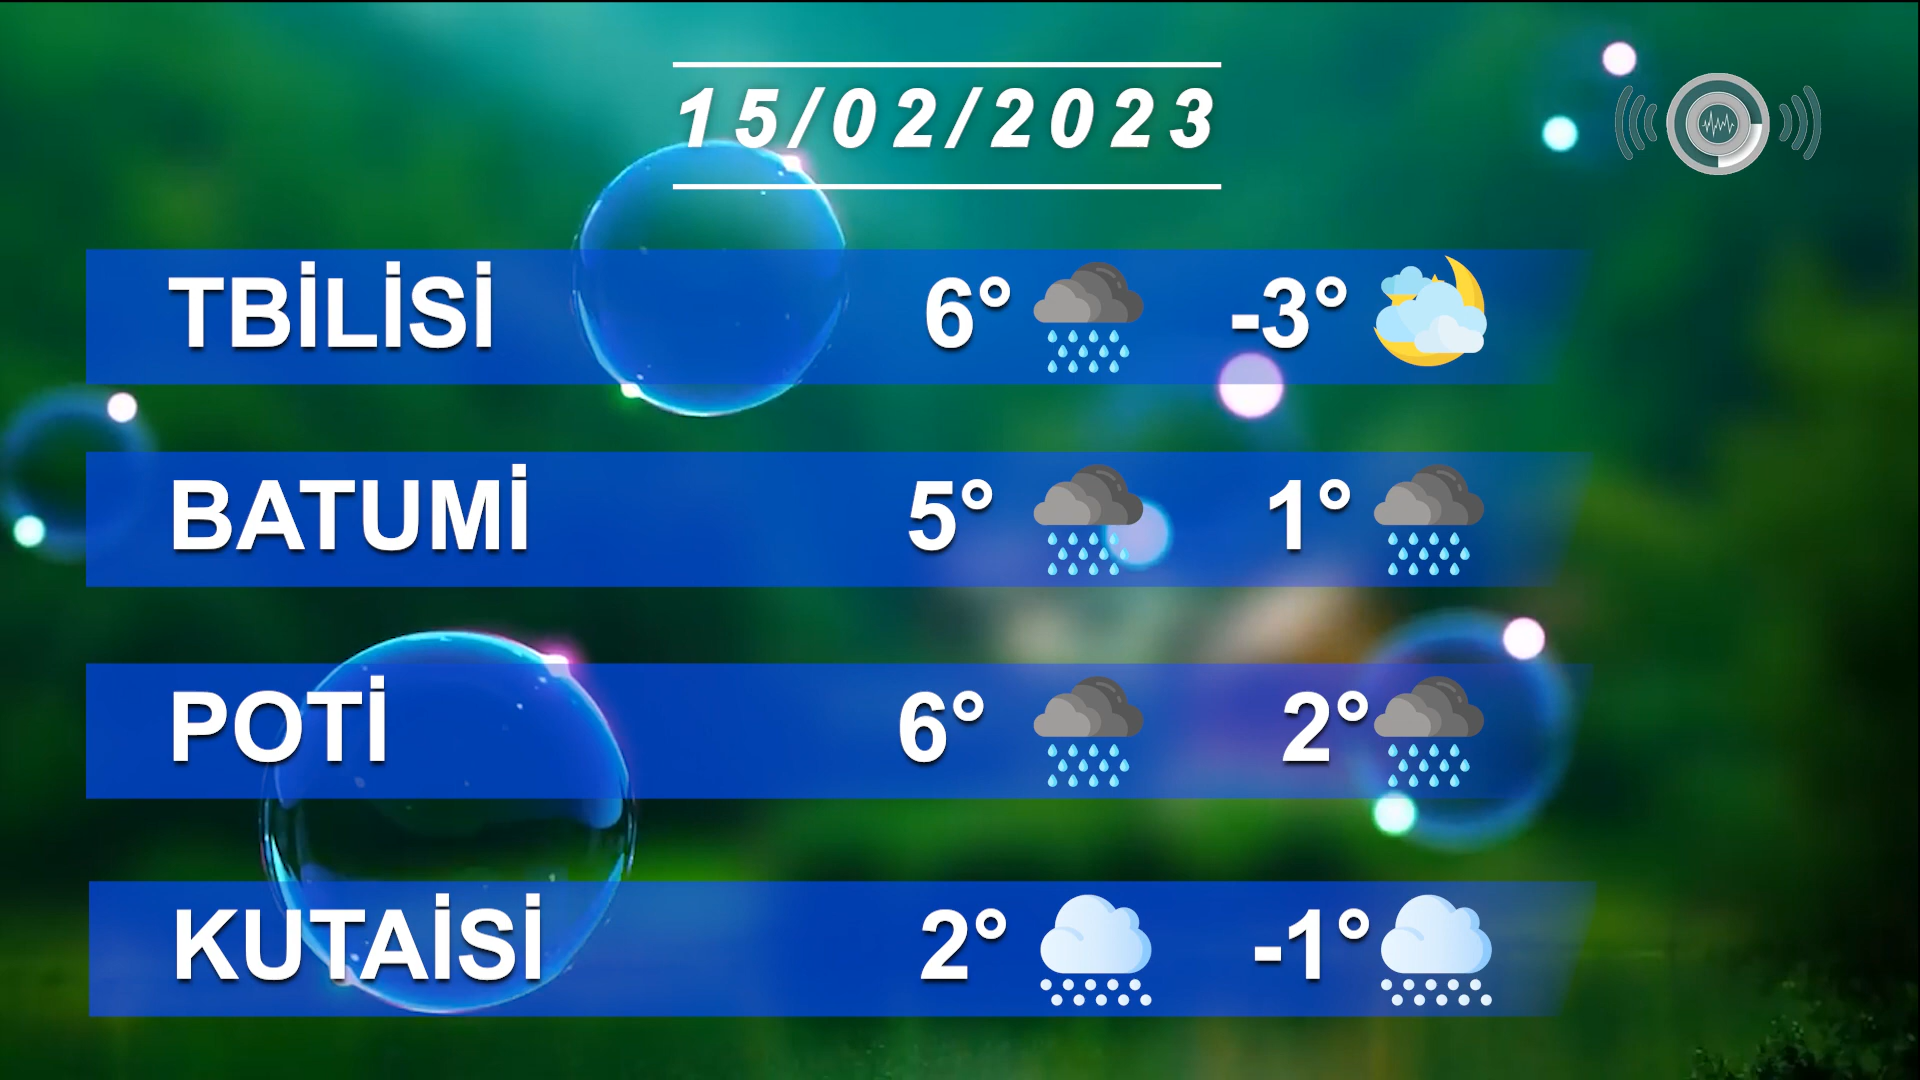 15/02/2023
TBİLİSİ 6° -3°
BATUMİ 5° 1°
POTİ 6° 2°
KUTAİSİ 2° -1°